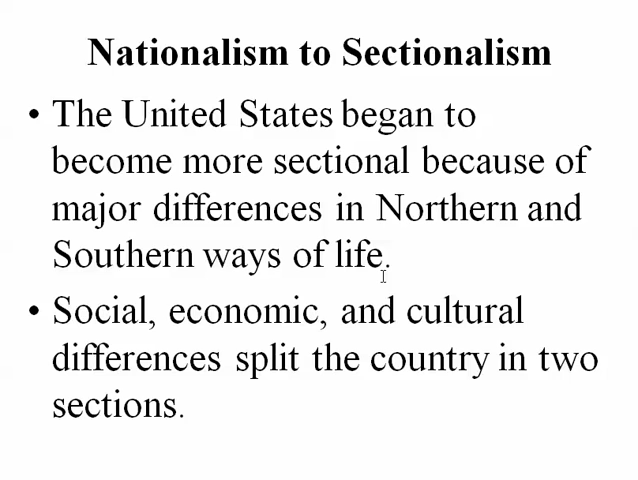 Nationalism to Sectionalism
• The United States began to
become more sectional because of
major differences in Northern and
Southern ways of life.
• Social, economic, and cultural
differences split the country in two
sections.